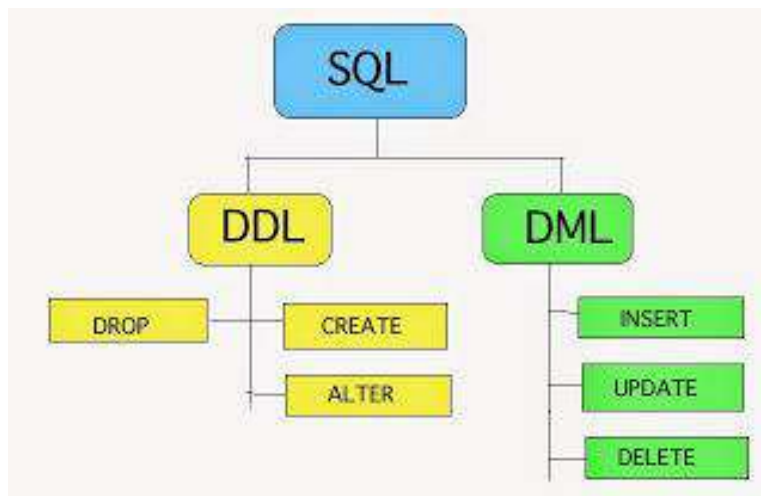 SQL
DDL
DML
DROP
CREATE
ALTER
INSERT
UPDATE
DELETE